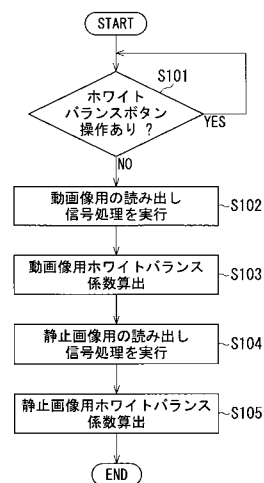 START
S101
ホワイト
バランスボタン
操作あり ?
YES
NO
動画像用の読み出し
信号処理を実行
S102
動画像用ホワイトバランス
係数算出
S103
静止画像用の読み出し
信号処理を実行
S104
静止画像用ホワイトバランス
係数算出
S105
END